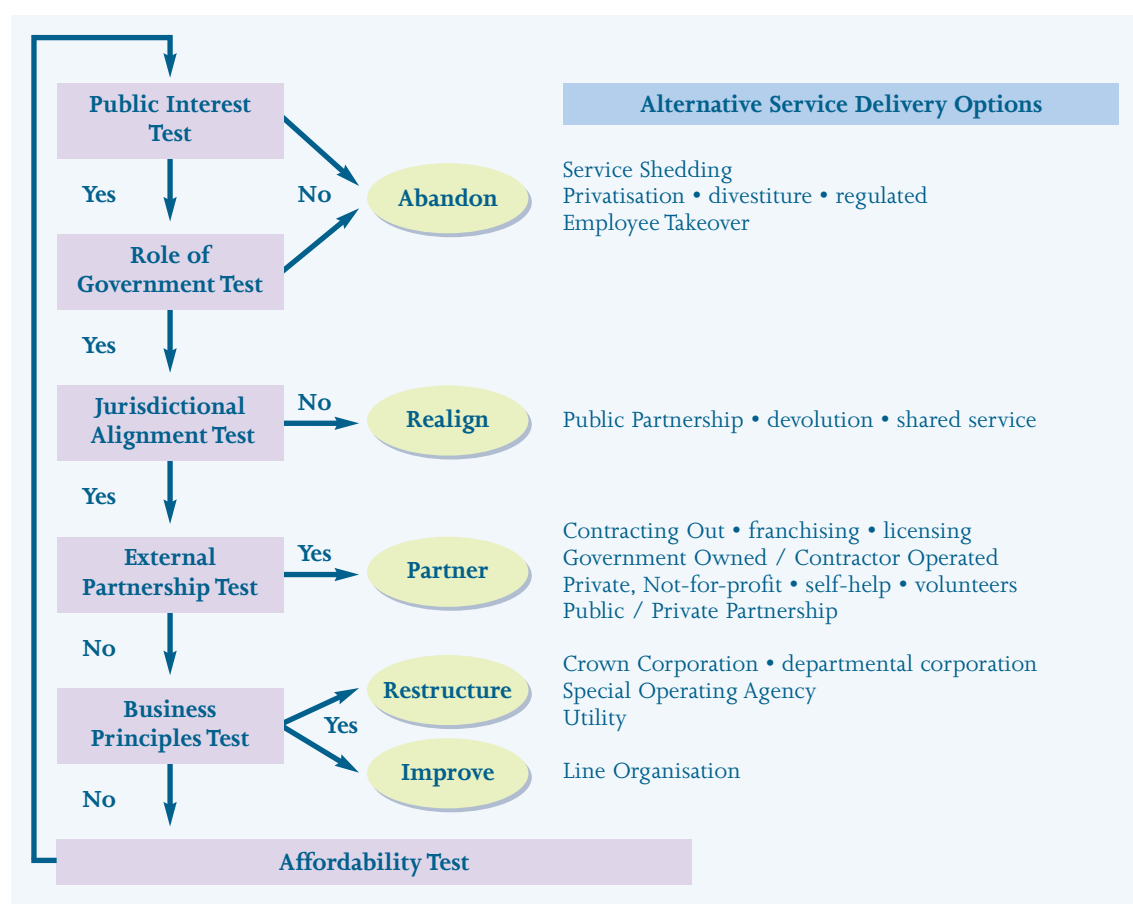 Public Interest
Test
Alternative Service Delivery Options
Yes
No
Abandon
Service Shedding
Privatisation • divestiture • regulated
Employee Takeover
Role of
Government Test
Yes
Jurisdictional
Alignment Test
No
Realign
Public Partnership • devolution • shared service
Yes
External
Partnership Test
Yes
Partner
Contracting Out • franchising • licensing
Government Owned / Contractor Operated
Private, Not-for-profit • self-help • volunteers
Public / Private Partnership
No
Business
Principles Test
Yes
Restructure
Crown Corporation • departmental corporation
Special Operating Agency
Utility
Improve
Line Organisation
No
Affordability Test